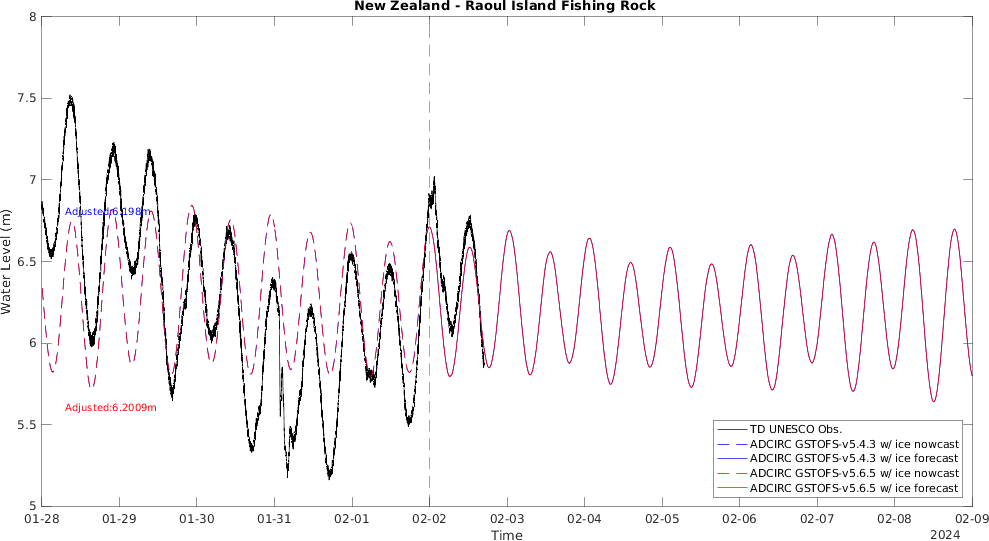 New Zealand - Raoul Island Fishing Rock
8
7.5
7
6.5
6
5.5
5
Water Level (m)
Adjusted:6.198m
Adjusted:6.2009m
TD UNESCO Obs.
ADCIRC GSTOFS-v5.4.3 w/ ice nowcast
ADCIRC GSTOFS-v5.4.3 w/ ice forecast
ADCIRC GSTOFS-v5.6.5 w/ ice nowcast
ADCIRC GSTOFS-v5.6.5 w/ ice forecast
01-28 01-29 01-30 01-31 02-01 02-02 02-03 02-04 02-05 02-06 02-07 02-08 02-09
Time
2024